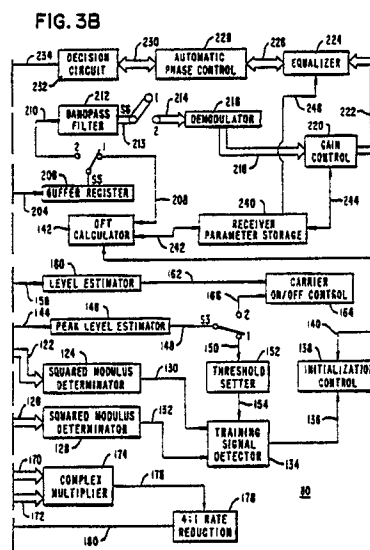 FIG. 3B
234
DECISION CIRCUIT
232
230
228
AUTOMATIC PHASE CONTROL
226
224
EQUALIZER
210
212
BANDPASS FILTER
S6
1
2
213
214
218
DEMODULATOR
216
248
220
GAIN CONTROL
222
2
1
S5
206
BUFFER REGISTER
204
208
DFT CALCULATOR
142
242
240
RECEIVER PARAMETER STORAGE
244
160
LEVEL ESTIMATOR
158
162
CARRIER ON/OFF CONTROL
164
166
2
144
146
PEAK LEVEL ESTIMATOR
148
S3
1
150
140
122
124
SQUARED MODULUS DETERMINATOR
130
152
THRESHOLD SETTER
138
INITIALIZATION CONTROL
136
126
SQUARED MODULUS DETERMINATOR
128
132
154
TRAINING SIGNAL DETECTOR
134
170
174
COMPLEX MULTIPLIER
172
176
178
4:1 RATE REDUCTION
180
80